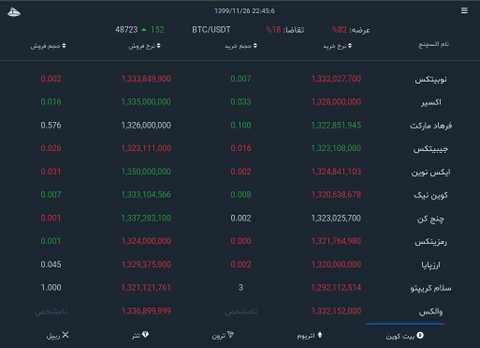 1399/11/26 22:45:6
عرضه: 82% تقاضا: 18% BTC/USDT 152 48723
نام اکسچنج نرخ خرید حجم خرید نرخ فروش حجم فروش
نوبیتکس 1,333,027,700 0.007 1,333,849,900 0.002
اکسیر 1,328,000,000 0.033 1,335,000,000 0.016
فرهاد مارکت 1,322,851,945 0.100 1,326,000,000 0.576
جیبیتکس 1,323,108,000 0.016 1,323,111,000 0.026
ایکس نوین 1,324,841,103 0.002 1,350,000,000 0.031
کوین نیک 1,320,638,678 0.008 1,333,104,566 0.007
چنج کن 1,323,025,700 0.002 1,337,283,100 0.001
رمزینکس 1,321,764,980 0.000 1,324,000,000 0.001
ارزپایا 1,320,000,000 0.002 1,329,375,800 0.045
سلام کریپتو 1,292,112,514 3 1,321,121,761 1.000
والکس 1,332,152,000 نامشخص 1,336,899,999 نامشخص
بیت کوین اتریوم ترون تتر ریپل